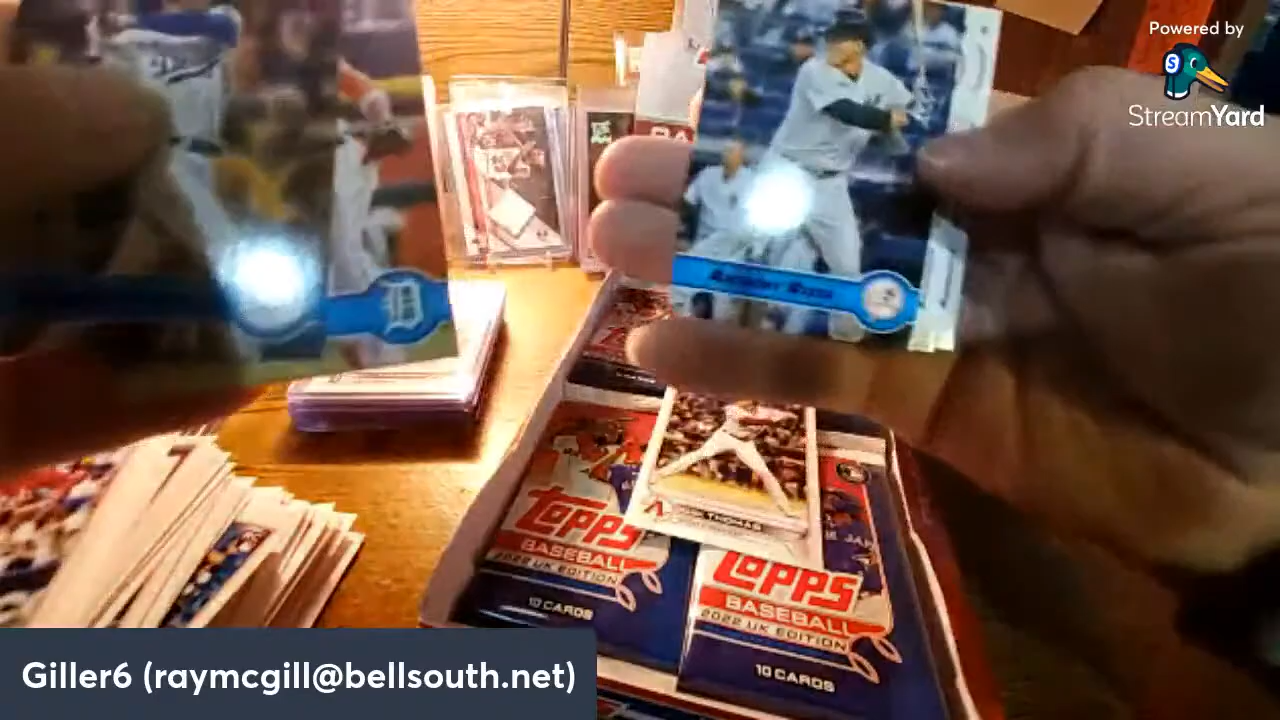 Powered by
StreamYard
Topps
BASEBALL
2022 UK EDITION
10 CARDS
THOMAS
Topps
BASEBALL
2022 UK EDITION
10 CARDS
Giller6 (raymcgill@bellsouth.net)